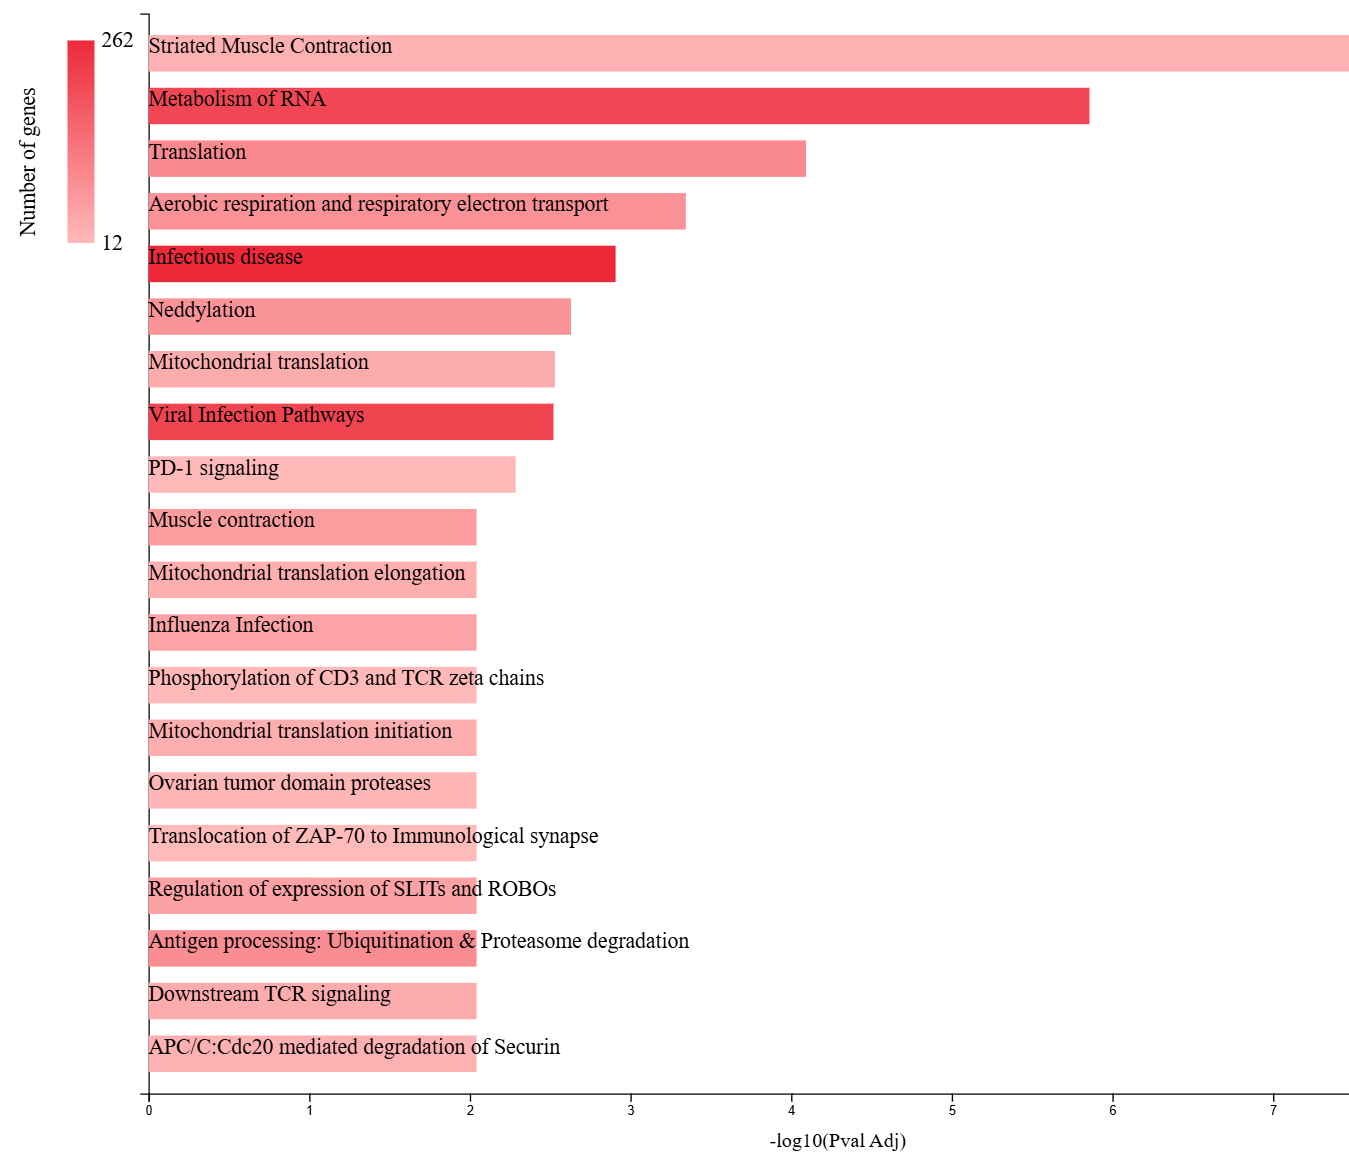 262
Number of genes
12
Striated Muscle Contraction
Metabolism of RNA
Translation
Aerobic respiration and respiratory electron transport
Infectious disease
Neddylation
Mitochondrial translation
Viral Infection Pathways
PD-1 signaling
Muscle contraction
Mitochondrial translation elongation
Influenza Infection
Phosphorylation of CD3 and TCR zeta chains
Mitochondrial translation initiation
Ovarian tumor domain proteases
Translocation of ZAP-70 to Immunological synapse
Regulation of expression of SLITs and ROBOs
Antigen processing: Ubiquitination & Proteasome degradation
Downstream TCR signaling
APC/C:Cdc20 mediated degradation of Securin
0 1 2 3 4 5 6 7
-log10(Pval Adj)